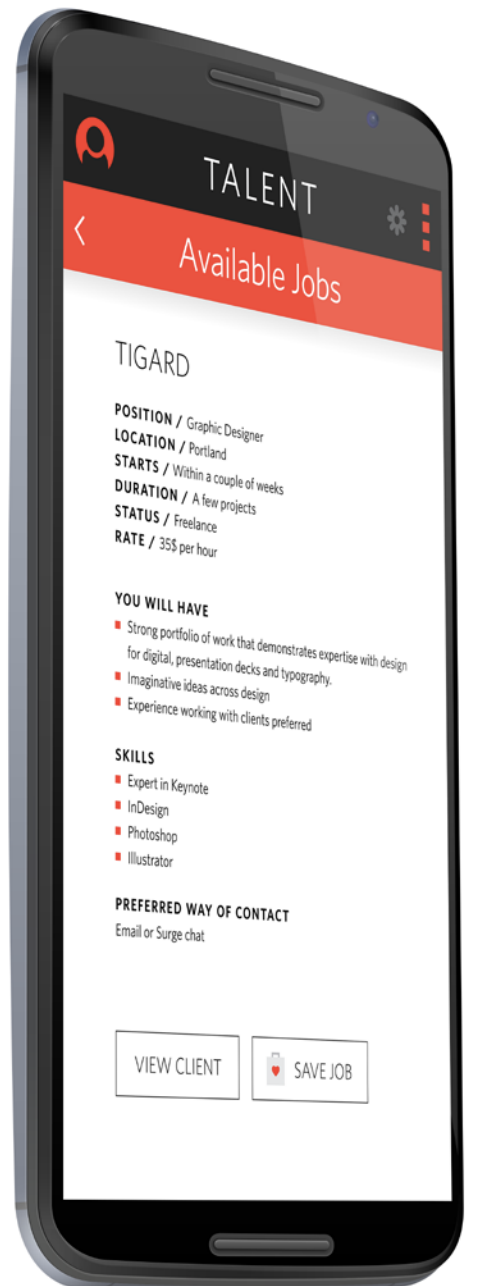 TALENT
Available Jobs
TIGARD
POSITION / Graphic Designer
LOCATION / Portland
STARTS / Within a couple of weeks
DURATION / A few projects
STATUS / Freelance
RATE / 35$ per hour
YOU WILL HAVE
Strong portfolio of work that demonstrates expertise with design
for digital, presentation decks and typography.
Imaginative ideas across design
Experience working with clients preferred
SKILLS
Expert in Keynote
InDesign
Photoshop
Illustrator
PREFERRED WAY OF CONTACT
Email or Surge chat
VIEW CLIENT
SAVE JOB